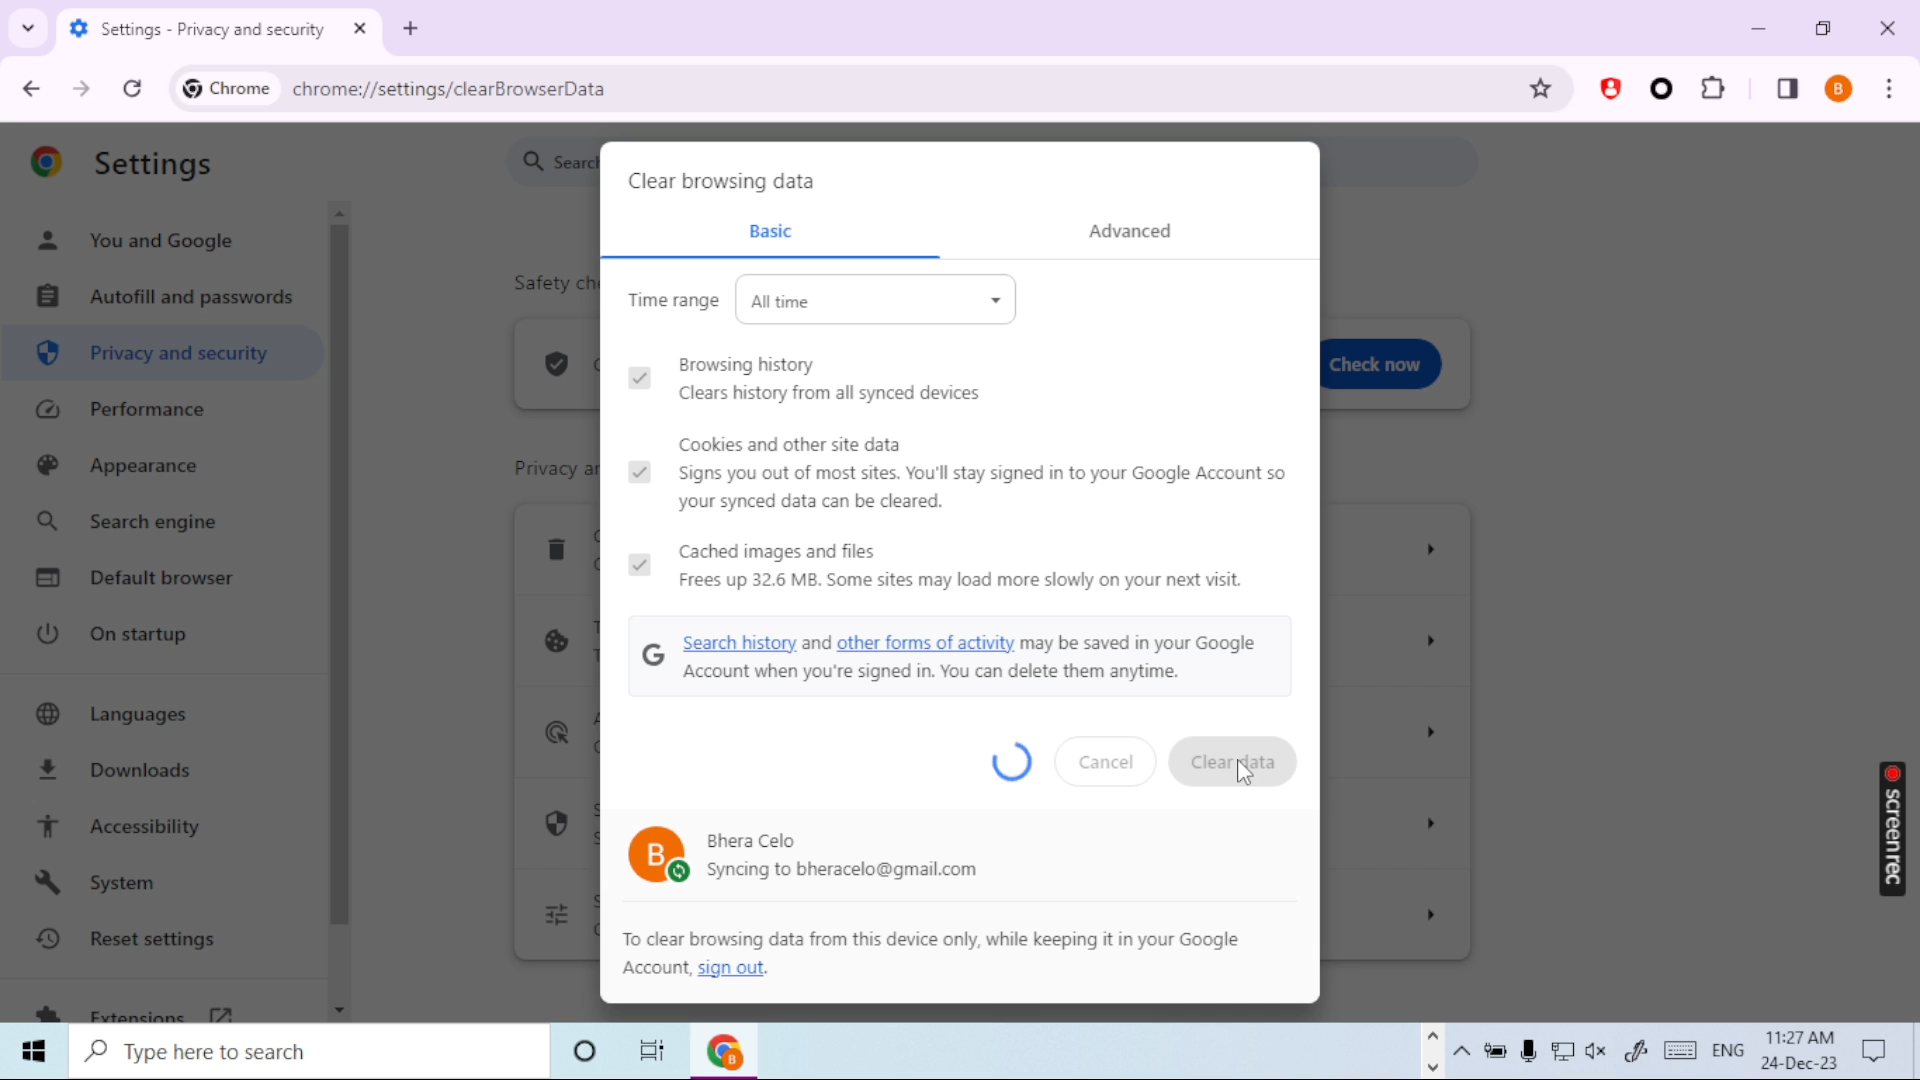 Settings - Privacy and security
Chrome
chrome://settings/clearBrowserData
B
Settings
Search
You and Google
Autofill and passwords
Privacy and security
Performance
Appearance
Search engine
Default browser
On startup
Languages
Downloads
Accessibility
System
Reset settings
Extensions
Safety che
Check now
Privacy an
Clear browsing data
Basic
Advanced
Time range
All time
Browsing history
Clears history from all synced devices
Cookies and other site data
Signs you out of most sites. You'll stay signed in to your Google Account so
your synced data can be cleared.
Cached images and files
Frees up 32.6 MB. Some sites may load more slowly on your next visit.
G
Search history and other forms of activity may be saved in your Google
Account when you're signed in. You can delete them anytime.
Cancel
Clear data
B
Bhera Celo
Syncing to bheracelo@gmail.com
To clear browsing data from this device only, while keeping it in your Google
Account, sign out.
screenrec
Type here to search
B
ENG
11:27 AM
24-Dec-23